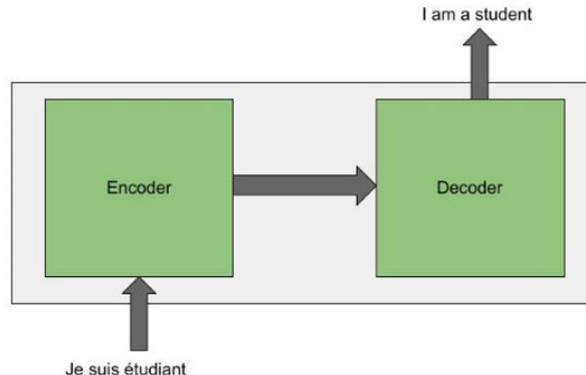 I am a student
Encoder
Decoder
Je suis étudiant